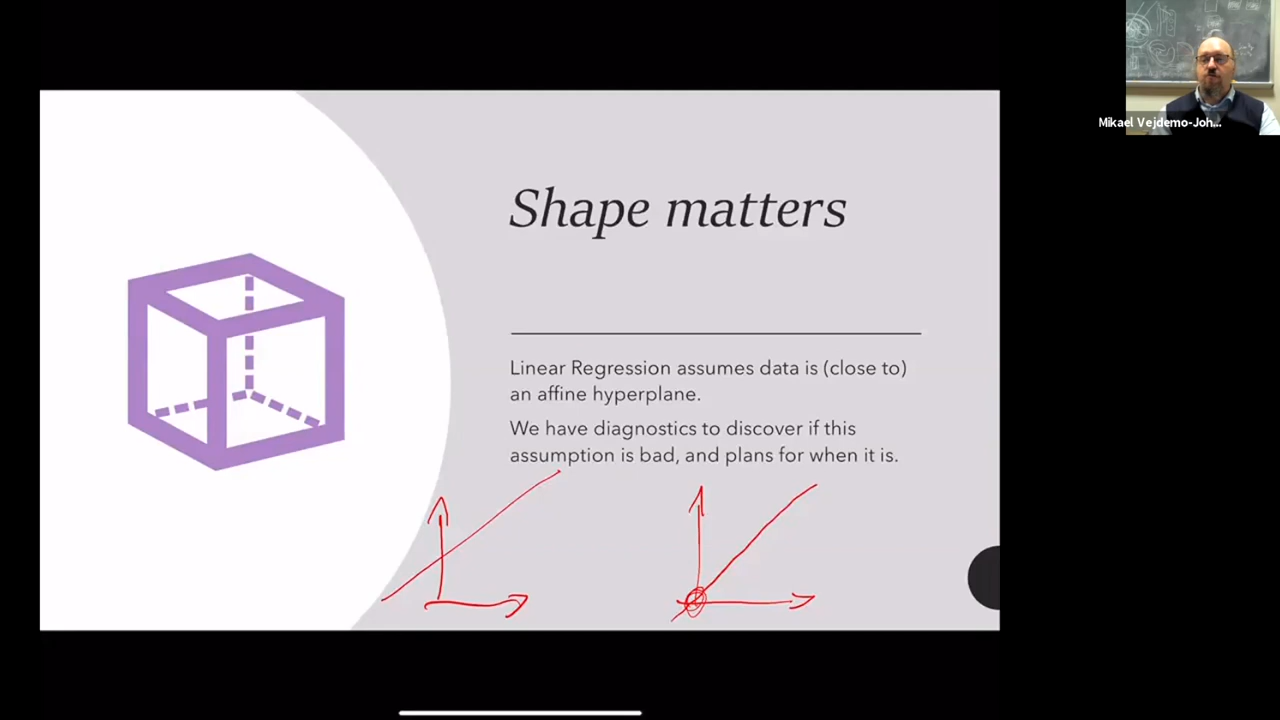 Mikael Vejdemo-Joh...
Shape matters
Linear Regression assumes data is (close to)
an affine hyperplane.
We have diagnostics to discover if this
assumption is bad, and plans for when it is.